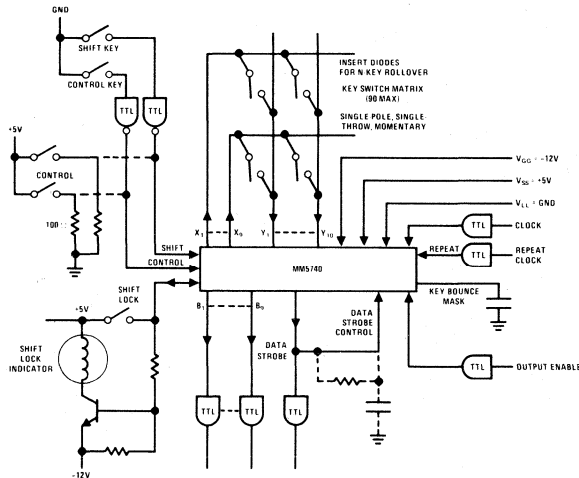 GND
SHIFT KEY
CONTROL KEY
TTL
TTL
+5V
CONTROL
INSERT DIODES
FOR N-KEY ROLLOVER
KEY SWITCH MATRIX
(90 MAX)
SINGLE POLE, SINGLE-
THROW, MOMENTARY
VGG = -12V
VSS = +5V
VLL = GND
TTL
CLOCK
REPEAT
TTL
REPEAT
CLOCK
X1
X9
Y1
Y10
SHIFT
CONTROL
MM5740
KEY BOUNCE
MASK
SHIFT
LOCK
+5V
B1
B9
DATA
STROBE
DATA
STROBE
CONTROL
SHIFT
LOCK
INDICATOR
TTL
OUTPUT ENABLE
TTL
TTL
TTL
-12V